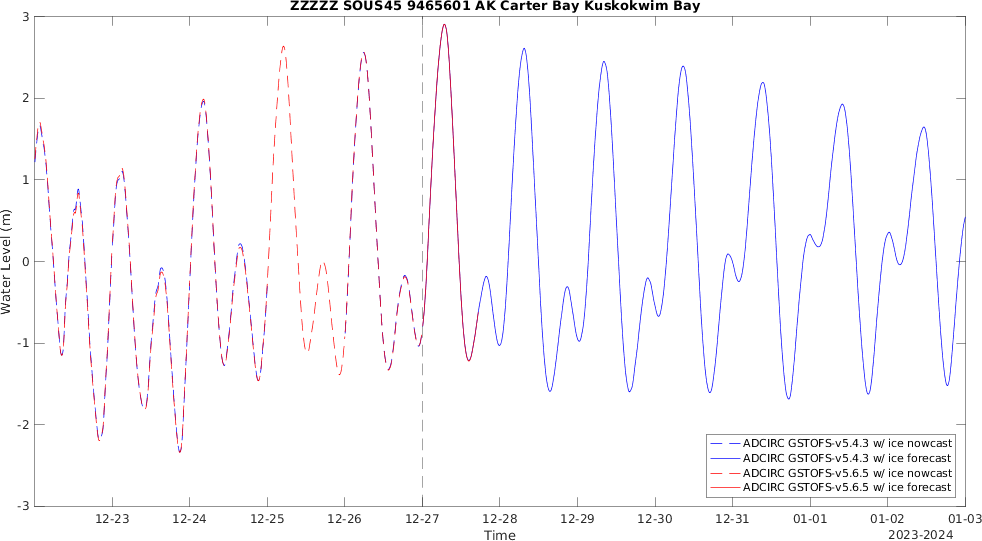 ZZZZZ SOUS45 9465601 AK Carter Bay Kuskokwim Bay
3
2
1
0
-1
-2
-3
Water Level (m)
ADCIRC GSTOFS-v5.4.3 w/ ice nowcast
ADCIRC GSTOFS-v5.4.3 w/ ice forecast
ADCIRC GSTOFS-v5.6.5 w/ ice nowcast
ADCIRC GSTOFS-v5.6.5 w/ ice forecast
12-23 12-24 12-25 12-26 12-27 12-28 12-29 12-30 12-31 01-01 01-02 01-03
Time
2023-2024